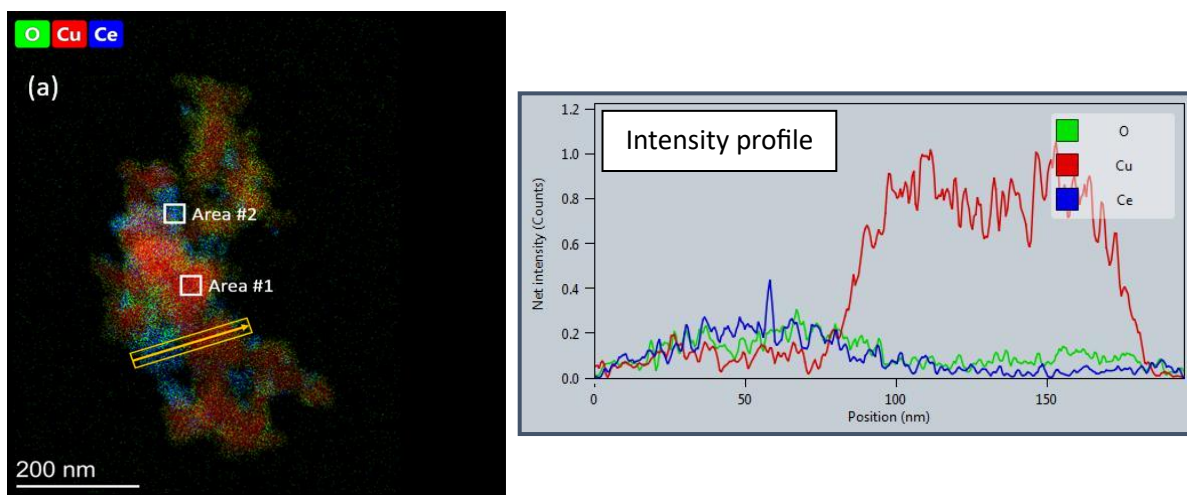 O Cu Ce
(a)
Area #2
Area #1
200 nm
Intensity profile
Net intensity (Counts)
1.2
1.0
0.8
0.6
0.4
0.2
0.0
0
50
100
150
Position (nm)
O
Cu
Ce